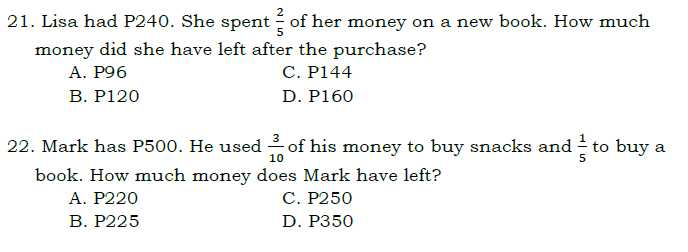 21. Lisa had P240. She spent 2/5 of her money on a new book. How much
money did she have left after the purchase?
A. P96 C. P144
B. P120 D. P160
22. Mark has P500. He used 3/10 of his money to buy snacks and 1/5 to buy a
book. How much money does Mark have left?
A. P220 C. P250
B. P225 D. P350